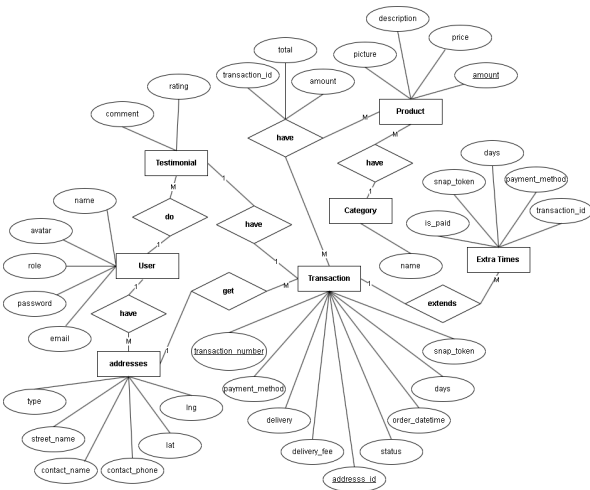 description
total
price
picture
transaction_id
amount
amount
rating
Product
comment
M
have
M
days
Testimonial
1
snap_token
payment_method
M
have
name
1
do
Category
is_paid
transaction_id
avatar
have
1
M
name
role
User
1
Extra Times
1
get
M
Transaction
1
M
password
have
extends
email
M
1
addresses
transaction_number
snap_token
type
lng
payment_method
days
street_name
delivery
order_datetime
lat
contact_name
contact_phone
delivery_fee
status
addresss_id